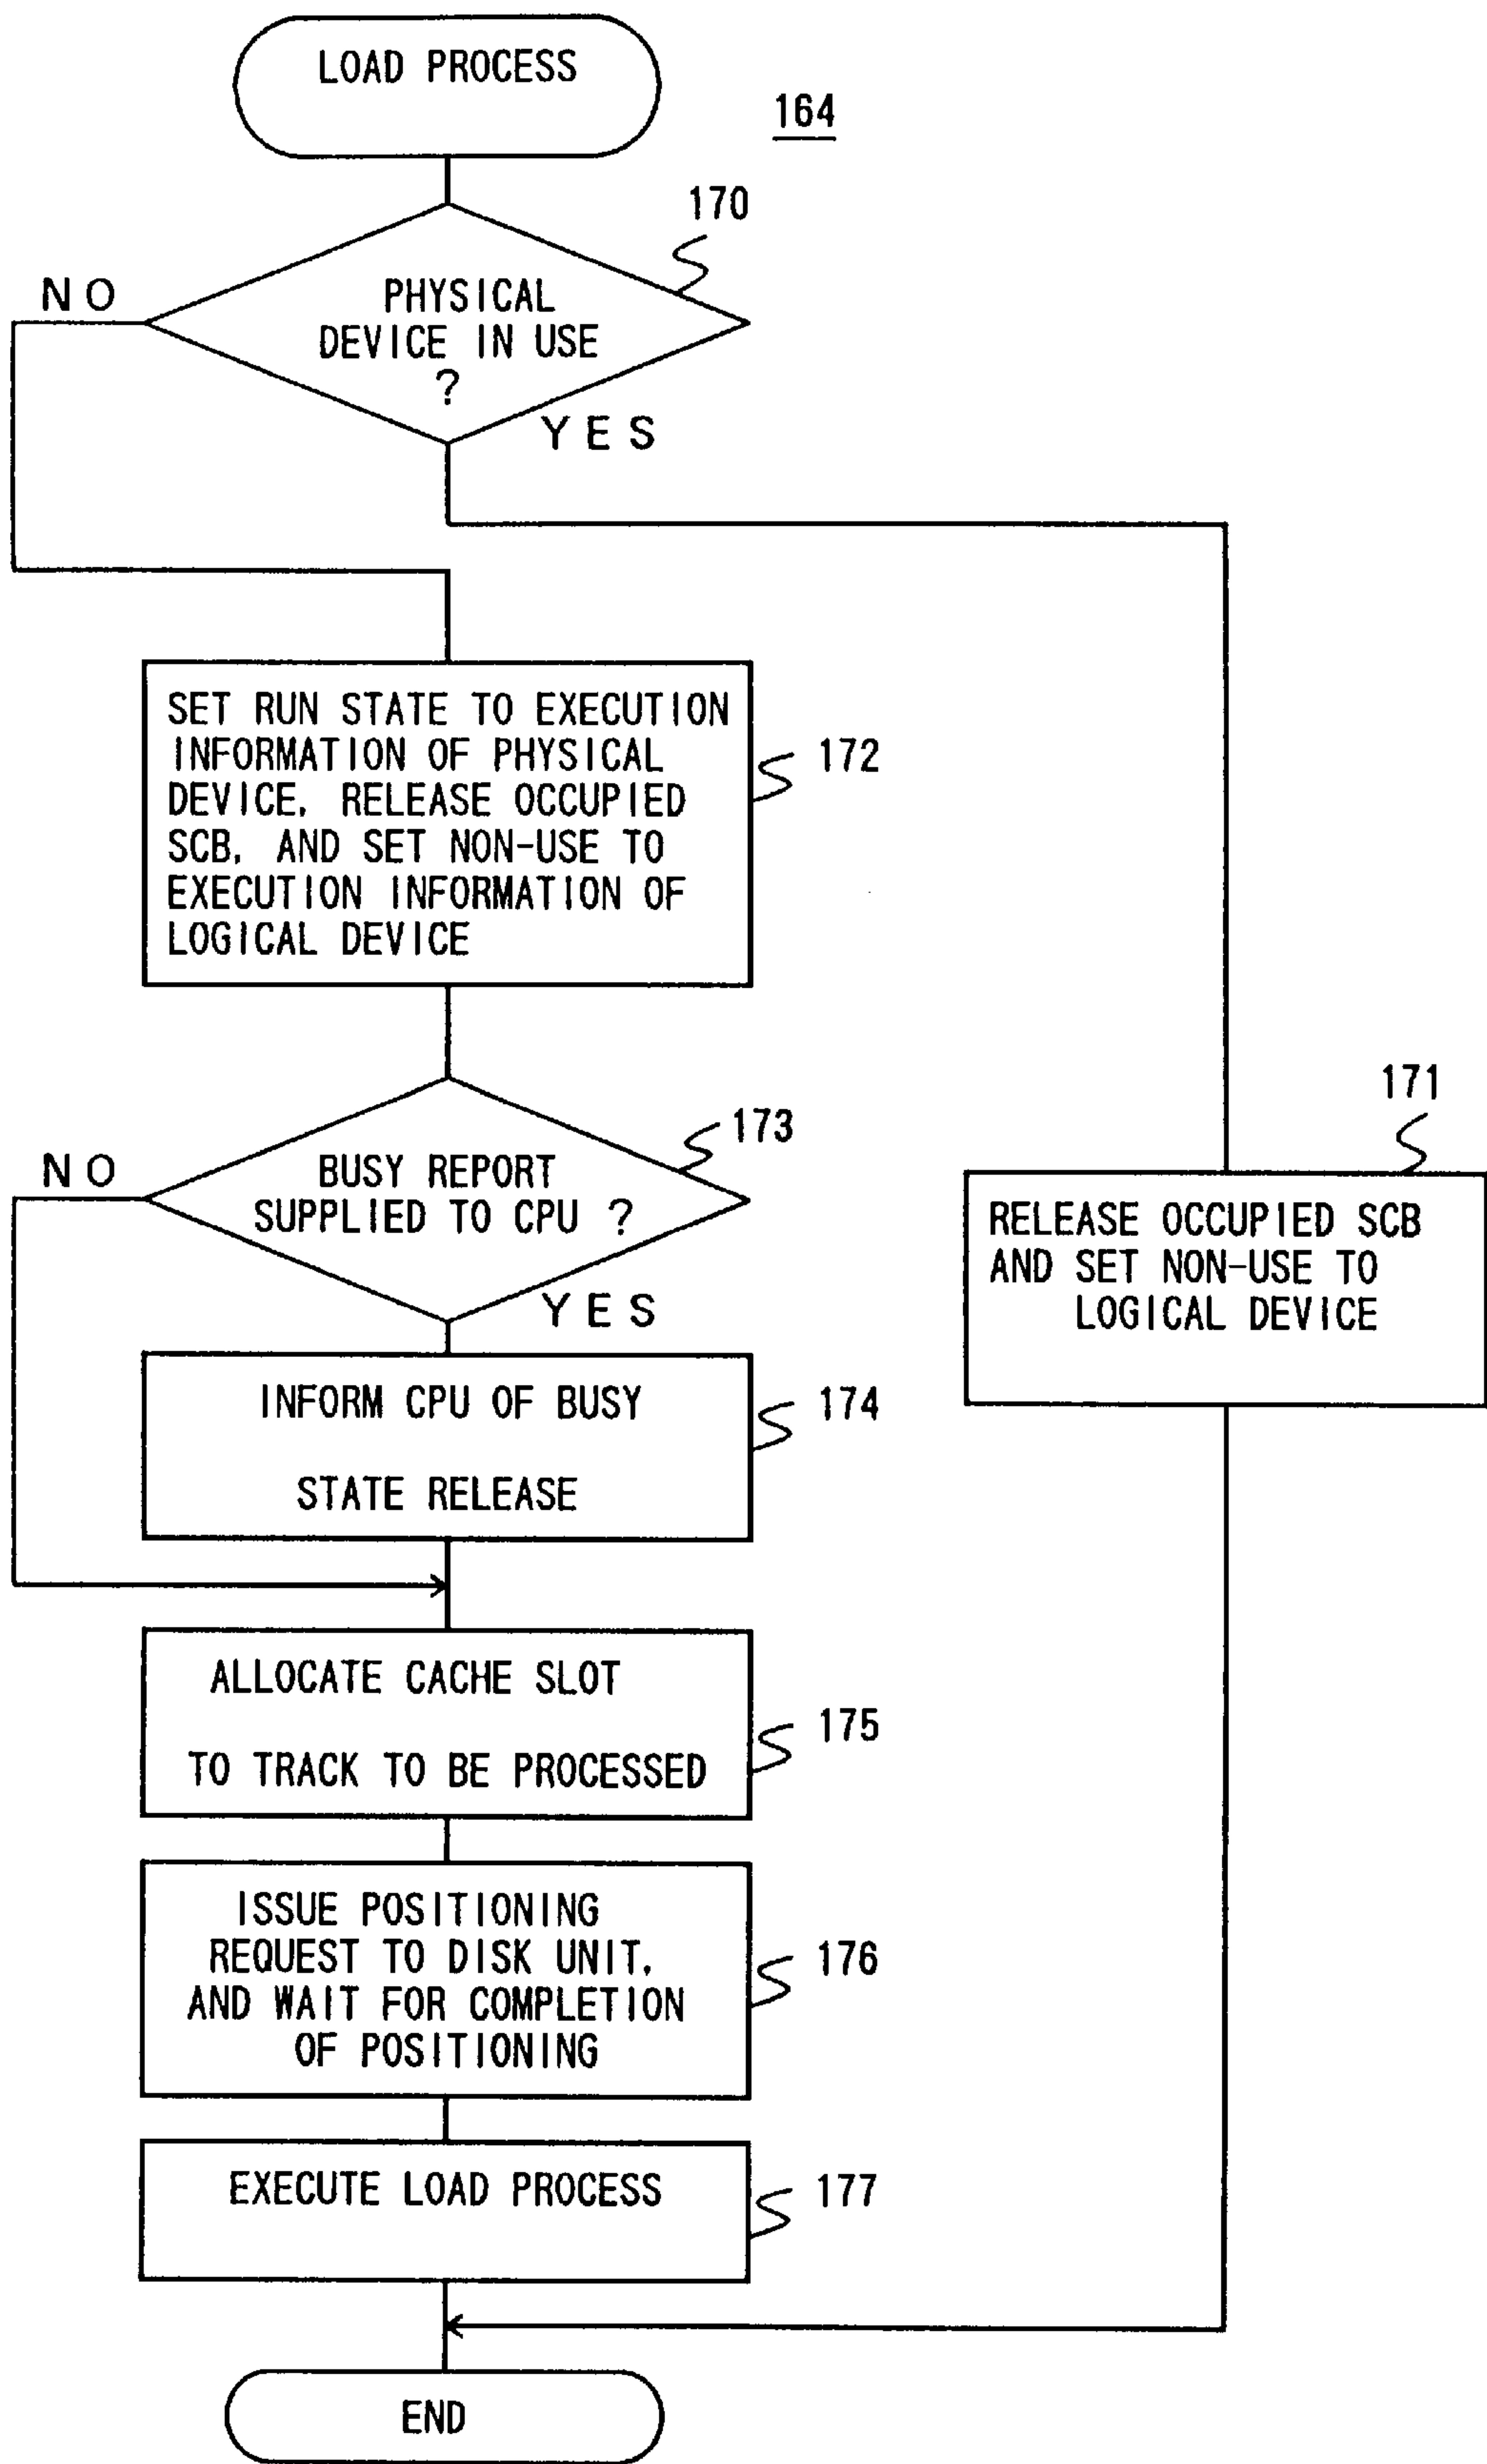 LOAD PROCESS
164
170
NO
PHYSICAL
DEVICE IN USE
?
YES
SET RUN STATE TO EXECUTION
INFORMATION OF PHYSICAL
DEVICE, RELEASE OCCUPIED
SCB, AND SET NON-USE TO
EXECUTION INFORMATION OF
LOGICAL DEVICE
172
173
NO
BUSY REPORT
SUPPLIED TO CPU ?
YES
171
RELEASE OCCUPIED SCB
AND SET NON-USE TO
LOGICAL DEVICE
INFORM CPU OF BUSY
STATE RELEASE
174
ALLOCATE CACHE SLOT
TO TRACK TO BE PROCESSED
175
ISSUE POSITIONING
REQUEST TO DISK UNIT,
AND WAIT FOR COMPLETION
OF POSITIONING
176
EXECUTE LOAD PROCESS
177
END